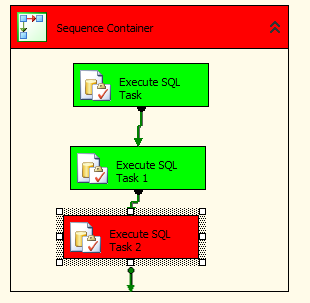 Sequence Container
Execute SQL
Task
Execute SQL
Task 1
Execute SQL
Task 2